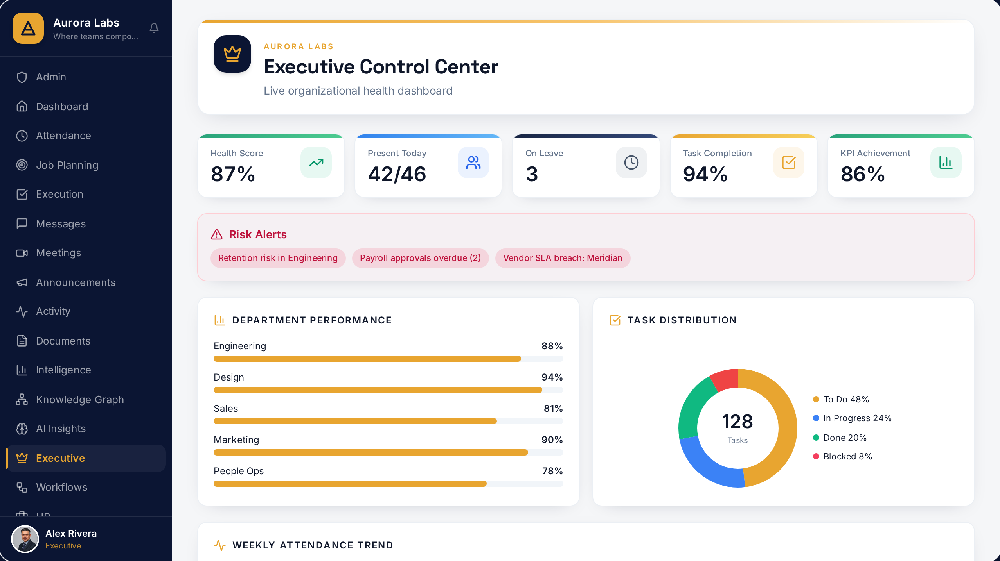 Aurora Labs
Where teams compo...
Admin
Dashboard
Attendance
Job Planning
Execution
Messages
Meetings
Announcements
Activity
Documents
Intelligence
Knowledge Graph
AI Insights
Executive
Workflows
HR
Alex Rivera
Executive
AURORA LABS
Executive Control Center
Live organizational health dashboard
Health Score
87%
Present Today
42/46
On Leave
3
Task Completion
94%
KPI Achievement
86%
Risk Alerts
Retention risk in Engineering
Payroll approvals overdue (2)
Vendor SLA breach: Meridian
DEPARTMENT PERFORMANCE
Engineering 88%
Design 94%
Sales 81%
Marketing 90%
People Ops 78%
TASK DISTRIBUTION
128
Tasks
To Do 48%
In Progress 24%
Done 20%
Blocked 8%
WEEKLY ATTENDANCE TREND